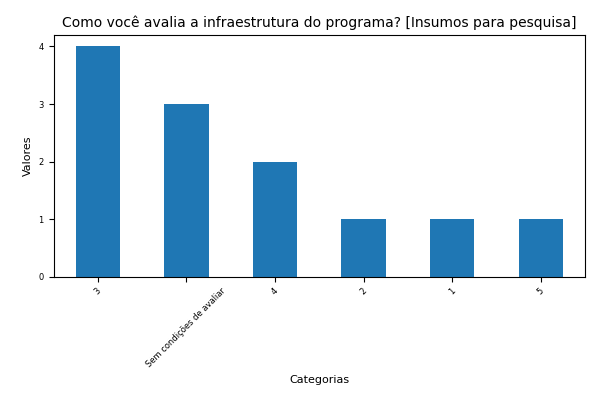 Como você avalia a infraestrutura do programa? [Insumos para pesquisa]
Valores
4
3
2
1
0
3
Sem condições de avaliar
4
2
1
5
Categorias